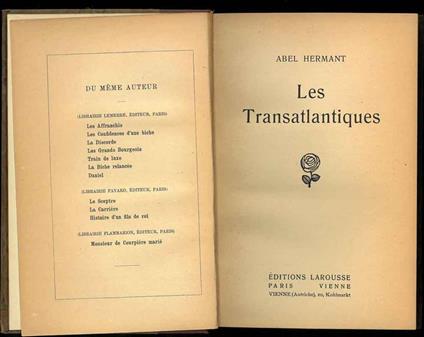 DU MÊME AUTEUR
(LIBRAIRIE LEMERRE, ÉDITEUR, PARIS)
Les Affranchis
Les Confidences d'une biche
La Discorde
Les Grands Bourgeois
Train de luxe
La Biche relancée
Daniel
(LIBRAIRIE FAYARD, ÉDITEUR, PARIS)
Le Sceptre
La Carrière
Histoire d'un fils de roi
(LIBRAIRIE FLAMMARION, ÉDITEUR, PARIS)
Monsieur de Courpière marié
ABEL HERMANT
Les
Transatlantiques
ÉDITIONS LAROUSSE
PARIS VIENNE
VIENNE (Autriche), 20, Kohlmarkt